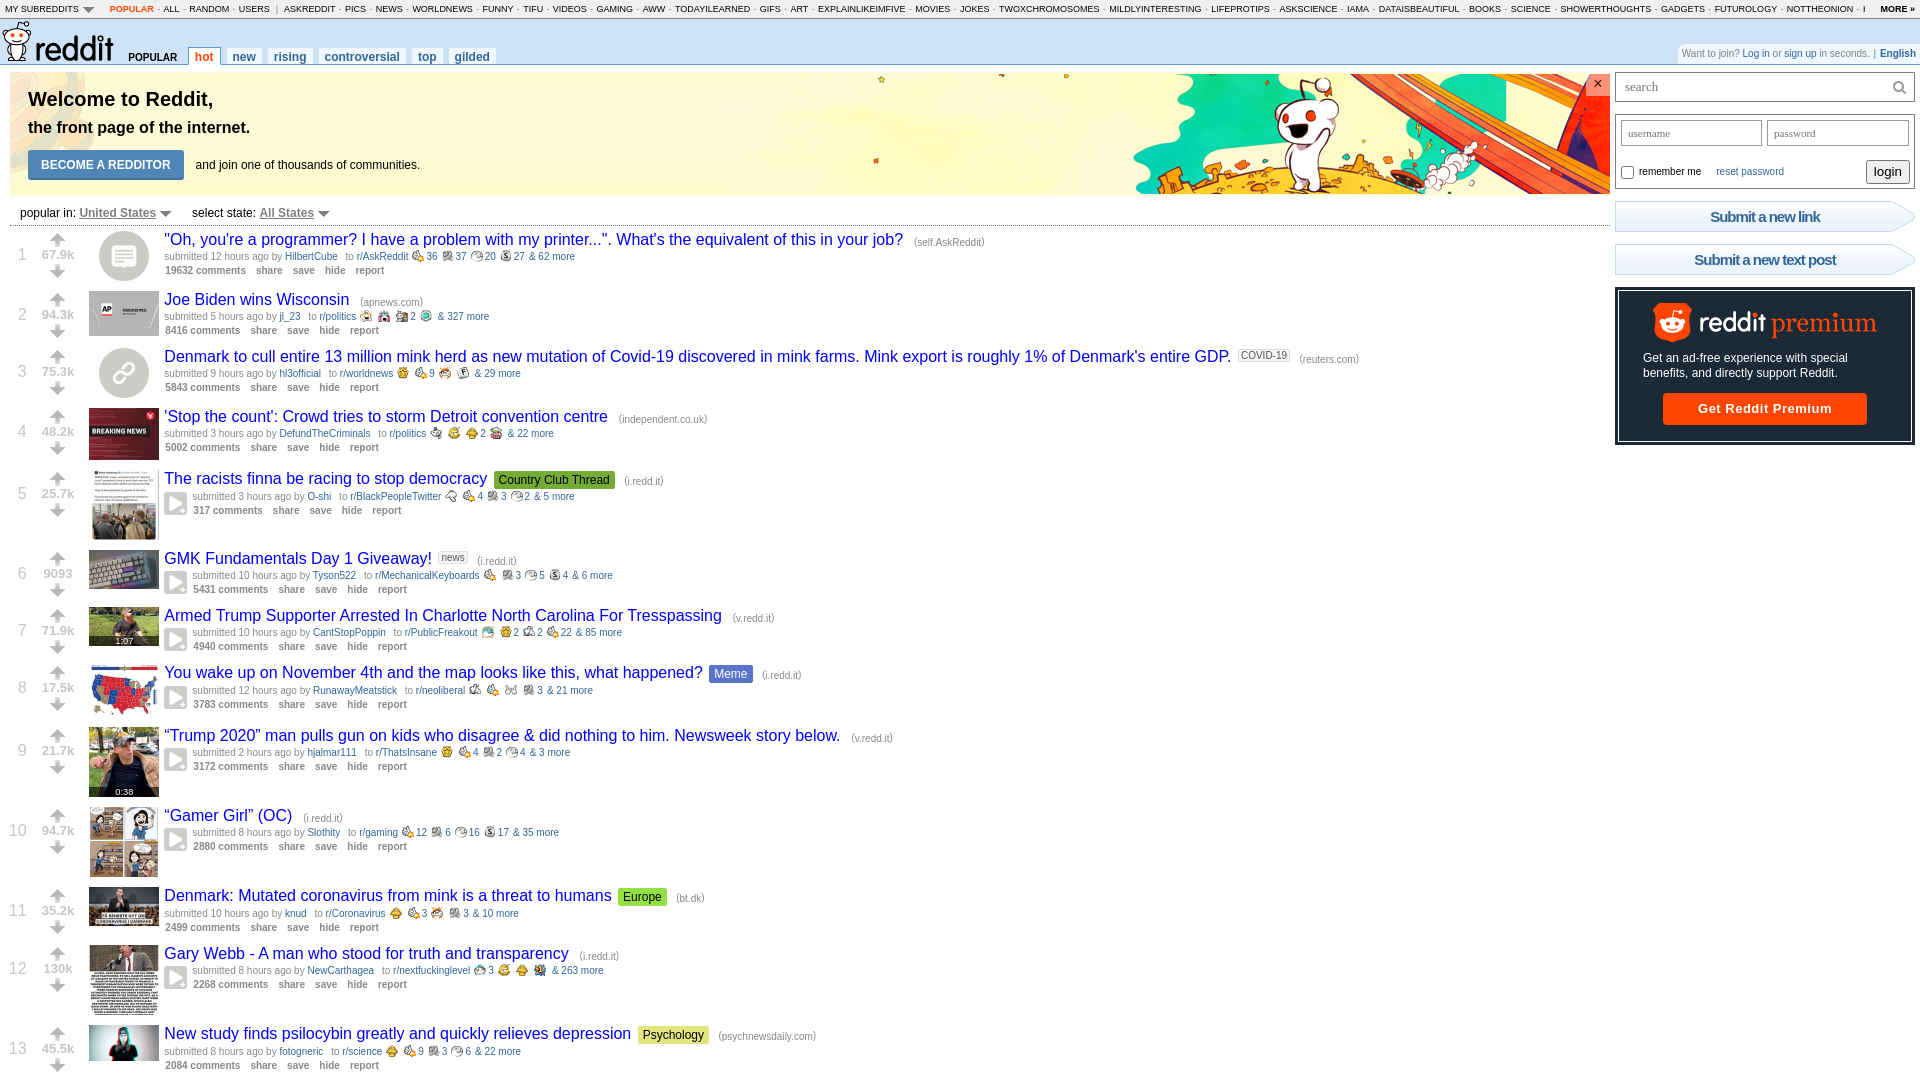 MY SUBREDDITS POPULAR - ALL - RANDOM - USERS | ASKREDDIT - PICS - NEWS - WORLDNEWS - FUNNY - TIFU - VIDEOS - GAMING - AWW - TODAYILEARNED - GIFS - ART - EXPLAINLIKEIMFIVE - MOVIES - JOKES - TWOXCHROMOSOMES - MILDLYINTERESTING - LIFEPROTIPS - ASKSCIENCE - IAMA - DATAISBEAUTIFUL - BOOKS - SCIENCE - SHOWERTHOUGHTS - GADGETS - FUTUROLOGY - NOTTHEONION - MORE »
reddit POPULAR hot new rising controversial top gilded
Want to join? Log in or sign up in seconds. | English
Welcome to Reddit,
the front page of the internet.
BECOME A REDDITOR and join one of thousands of communities.
×
search
username password
remember me reset password login
Submit a new link
Submit a new text post
reddit premium
Get an ad-free experience with special
benefits, and directly support Reddit.
Get Reddit Premium
popular in: United States select state: All States
1 67.9k "Oh, you're a programmer? I have a problem with my printer...". What's the equivalent of this in your job? (self.AskReddit)
submitted 12 hours ago by HilbertCube to r/AskReddit 36 37 20 27 & 62 more
19632 comments share save hide report
2 94.3k AP Joe Biden wins Wisconsin (apnews.com)
submitted 5 hours ago by jl_23 to r/politics 2 & 327 more
8416 comments share save hide report
3 75.3k Denmark to cull entire 13 million mink herd as new mutation of Covid-19 discovered in mink farms. Mink export is roughly 1% of Denmark's entire GDP. COVID-19 (reuters.com)
submitted 9 hours ago by hl3official to r/worldnews 9 & 29 more
5843 comments share save hide report
4 48.2k BREAKING NEWS 'Stop the count': Crowd tries to storm Detroit convention centre (independent.co.uk)
submitted 3 hours ago by DefundTheCriminals to r/politics 2 & 22 more
5002 comments share save hide report
5 25.7k The racists finna be racing to stop democracy Country Club Thread (i.redd.it)
submitted 3 hours ago by O-shi to r/BlackPeopleTwitter 4 3 2 & 5 more
317 comments share save hide report
6 9093 GMK Fundamentals Day 1 Giveaway! news (i.redd.it)
submitted 10 hours ago by Tyson522 to r/MechanicalKeyboards 3 5 4 & 6 more
5431 comments share save hide report
7 71.9k 1:07 Armed Trump Supporter Arrested In Charlotte North Carolina For Tresspassing (v.redd.it)
submitted 10 hours ago by CantStopPoppin to r/PublicFreakout 2 2 22 & 85 more
4940 comments share save hide report
8 17.5k You wake up on November 4th and the map looks like this, what happened? Meme (i.redd.it)
submitted 12 hours ago by RunawayMeatstick to r/neoliberal 3 & 21 more
3783 comments share save hide report
9 21.7k 0:38 “Trump 2020” man pulls gun on kids who disagree & did nothing to him. Newsweek story below. (v.redd.it)
submitted 2 hours ago by hjalmar111 to r/ThatsInsane 4 2 4 & 3 more
3172 comments share save hide report
10 94.7k “Gamer Girl” (OC) (i.redd.it)
submitted 8 hours ago by Slothity to r/gaming 12 6 16 17 & 35 more
2880 comments share save hide report
11 35.2k Denmark: Mutated coronavirus from mink is a threat to humans Europe (bt.dk)
submitted 10 hours ago by knud to r/Coronavirus 3 3 & 10 more
2499 comments share save hide report
12 130k Gary Webb - A man who stood for truth and transparency (i.redd.it)
submitted 8 hours ago by NewCarthagea to r/nextfuckinglevel 3 & 263 more
2268 comments share save hide report
13 45.5k New study finds psilocybin greatly and quickly relieves depression Psychology (psychnewsdaily.com)
submitted 8 hours ago by fotogneric to r/science 9 3 6 & 22 more
2084 comments share save hide report